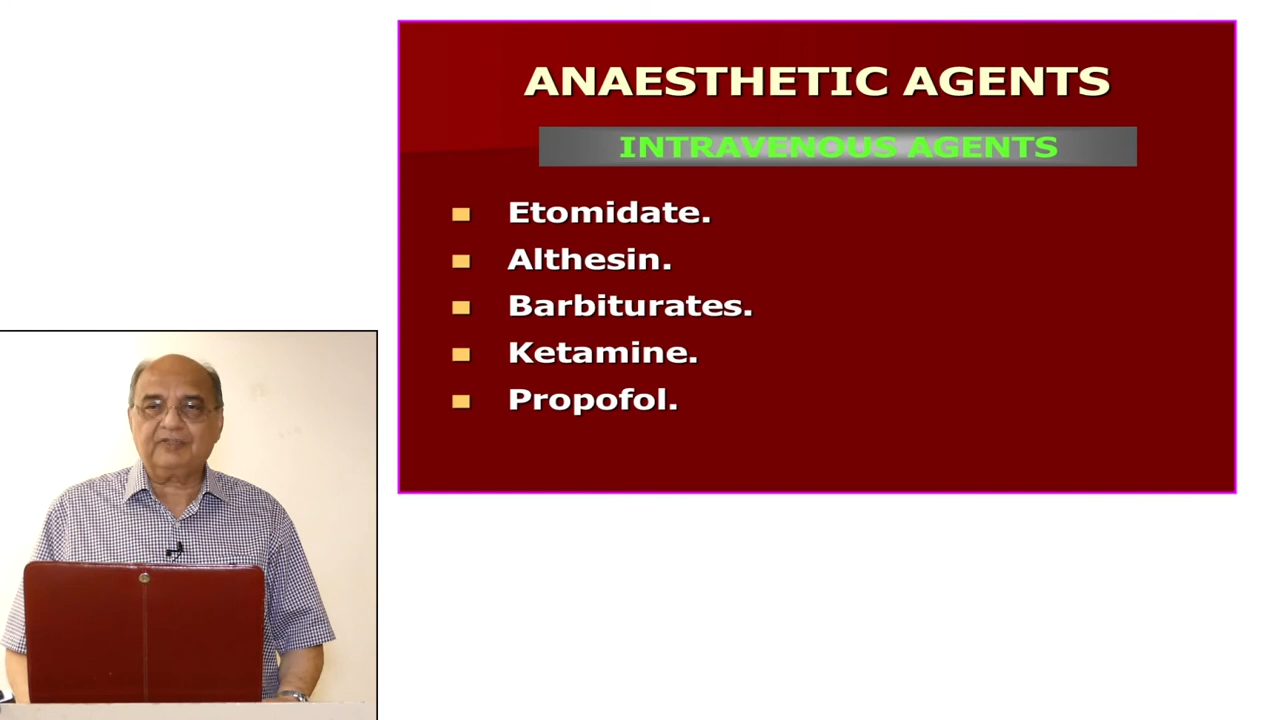 ANAESTHETIC AGENTS
INTRAVENOUS AGENTS
Etomidate.
Althesin.
Barbiturates.
Ketamine.
Propofol.